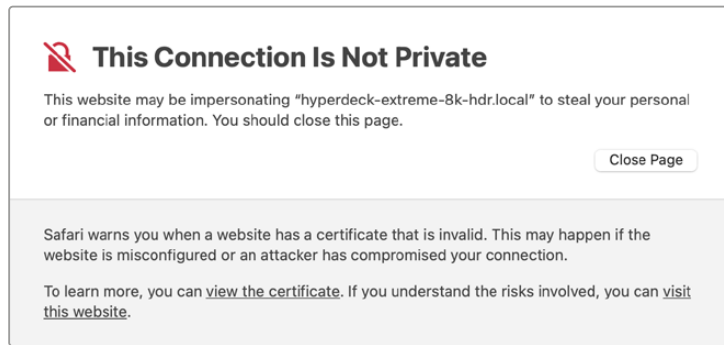 This Connection Is Not Private
This website may be impersonating “hyperdeck-extreme-8k-hdr.local” to steal your personal
or financial information. You should close this page.
Close Page
Safari warns you when a website has a certificate that is invalid. This may happen if the
website is misconfigured or an attacker has compromised your connection.
To learn more, you can view the certificate. If you understand the risks involved, you can visit
this website.